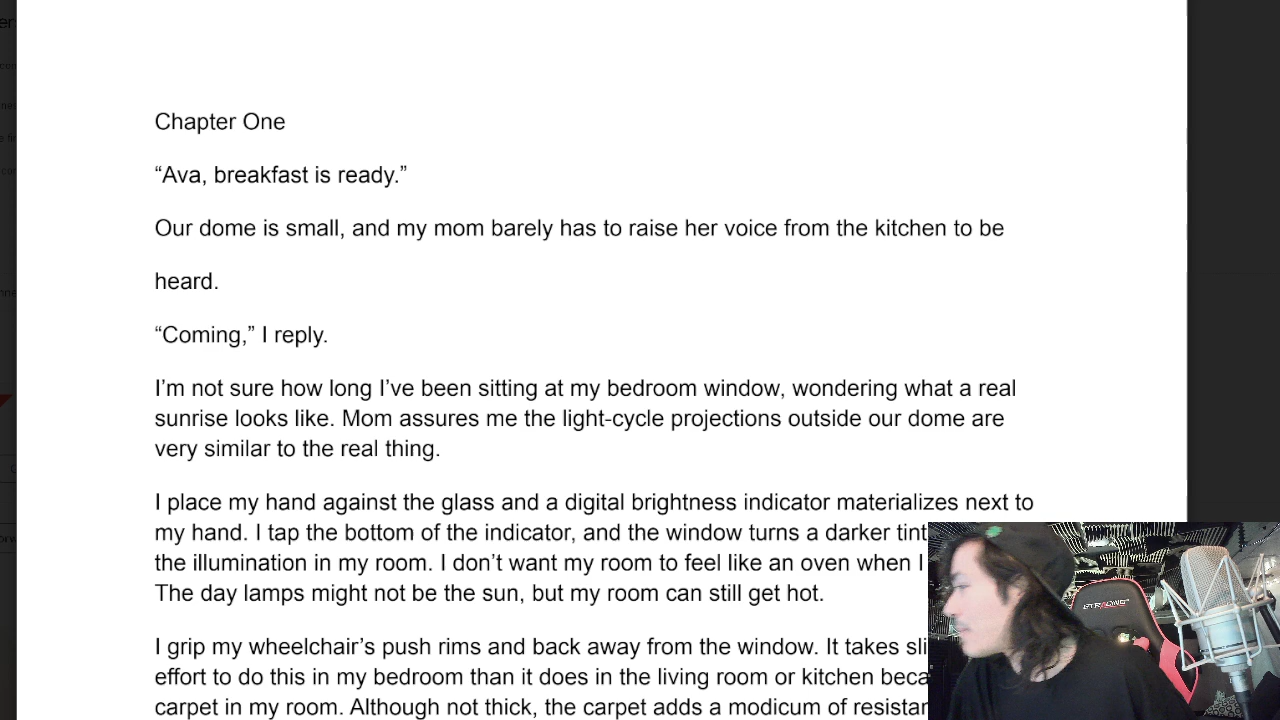 Chapter One
“Ava, breakfast is ready.”
Our dome is small, and my mom barely has to raise her voice from the kitchen to be
heard.
“Coming,” I reply.
I’m not sure how long I’ve been sitting at my bedroom window, wondering what a real
sunrise looks like. Mom assures me the light-cycle projections outside our dome are
very similar to the real thing.
I place my hand against the glass and a digital brightness indicator materializes next to
my hand. I tap the bottom of the indicator, and the window turns a darker tint
the illumination in my room. I don’t want my room to feel like an oven when I
The day lamps might not be the sun, but my room can still get hot.
I grip my wheelchair’s push rims and back away from the window. It takes
effort to do this in my bedroom than it does in the living room or kitchen
carpet in my room. Although not thick, the carpet adds a modicum of
GTRACING